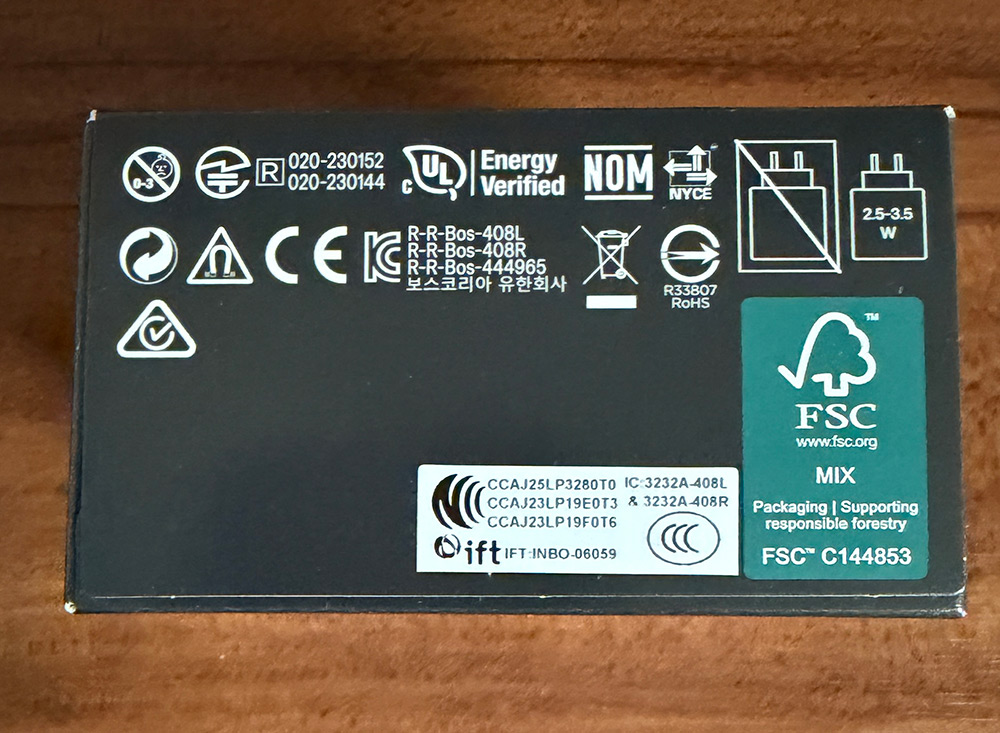 0-3
R 020-230152
020-230144
c UL Energy
Verified
NOM
NYCE
2.5-3.5
W
CE
R-R-Bos-408L
R-R-Bos-408R
R-R-Bos-444965
보스코리아 유한회사
R33807
RoHS
™
FSC
www.fsc.org
MIX
Packaging | Supporting
responsible forestry
FSC™ C144853
CCAJ25LP3280T0 IC:3232A-408L
CCAJ23LP19E0T3 & 3232A-408R
CCAJ23LP19F0T6
ift IFT:INBO-06059
CCC